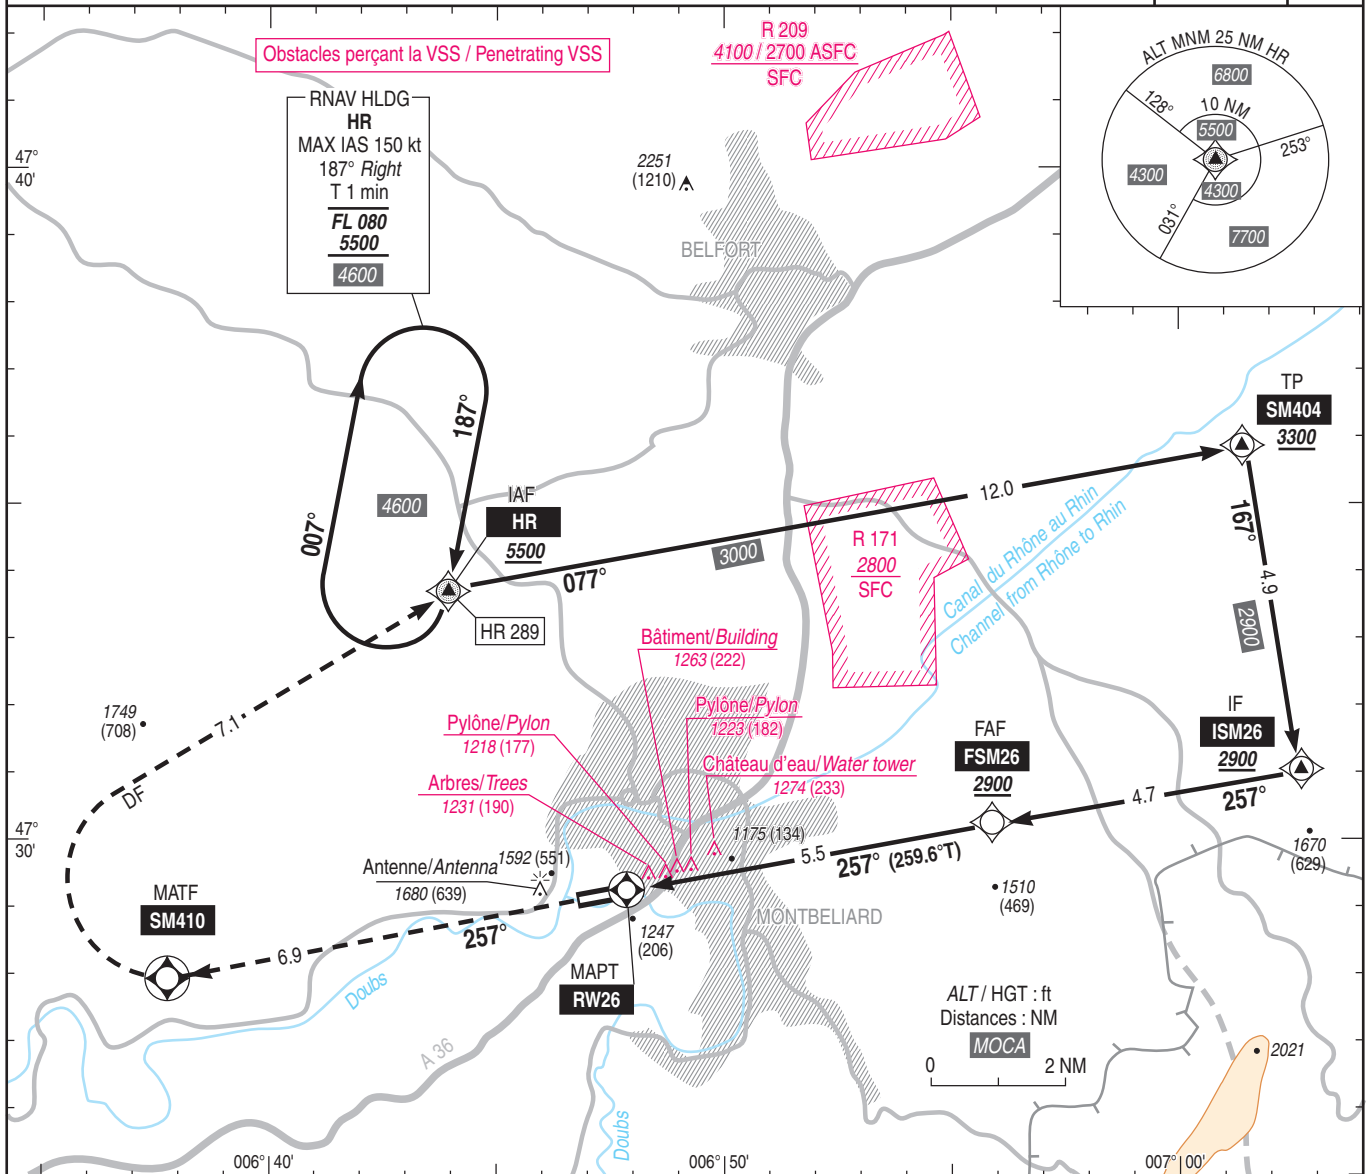 Obstacles perçant la VSS / Penetrating VSS
R 209
4100 / 2700 ASFC
SFC
ALT MNM 25 NM HR
6800
128°
10 NM
5500
253°
4300
4300
031°
7700
RNAV HLDG
HR
MAX IAS 150 kt
187° Right
T 1 min
FL 080
5500
4600
47°
40'
2251
(1210)
BELFORT
TP
SM404
3300
187°
007°
4600
IAF
HR
5500
HR 289
077°
3000
12.0
R 171
2800
SFC
Canal du Rhône au Rhin
Channel from Rhône to Rhin
167°
4.9
2900
Bâtiment/Building
1263 (222)
Pylône/Pylon
1223 (182)
Pylône/Pylon
1218 (177)
Château d'eau/Water tower
1274 (233)
Arbres/Trees
1231 (190)
1749
(708)
7.1
DF
FAF
FSM26
2900
IF
ISM26
2900
4.7
257°
47°
30'
1175 (134)
5.5
257° (259.6°T)
1670
(629)
1592 (551)
Antenne/Antenna
1680 (639)
1510
(469)
MATF
SM410
6.9
257°
1247
(206)
MONTBELIARD
MAPT
RW26
Doubs
A 36
Doubs
ALT / HGT : ft
Distances : NM
MOCA
0 2 NM
2021
006°40'
006°50'
007°00'